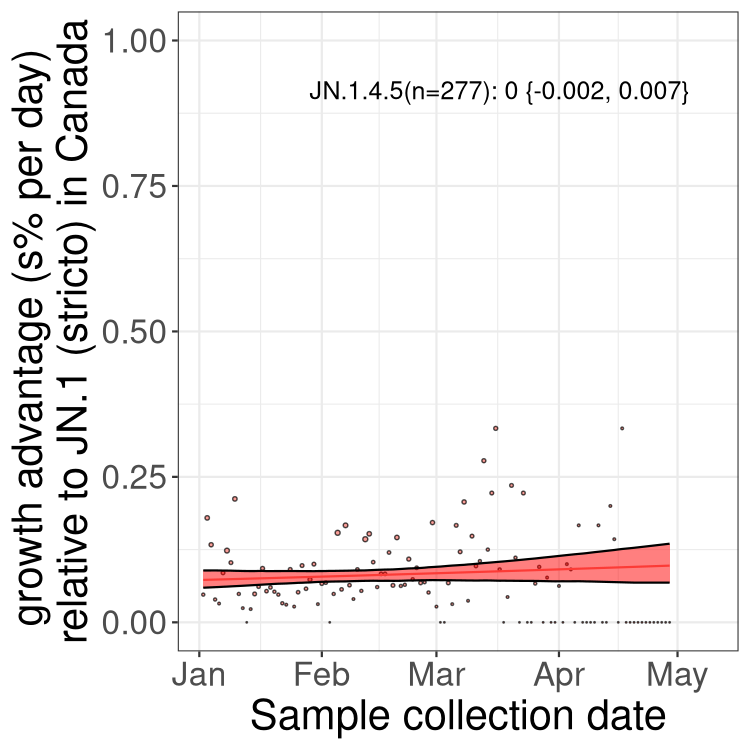 growth advantage (s% per day)
relative to JN.1 (stricto) in Canada
1.00
0.75
0.50
0.25
0.00
JN.1.4.5(n=277): 0 {-0.002, 0.007}
Jan Feb Mar Apr May
Sample collection date